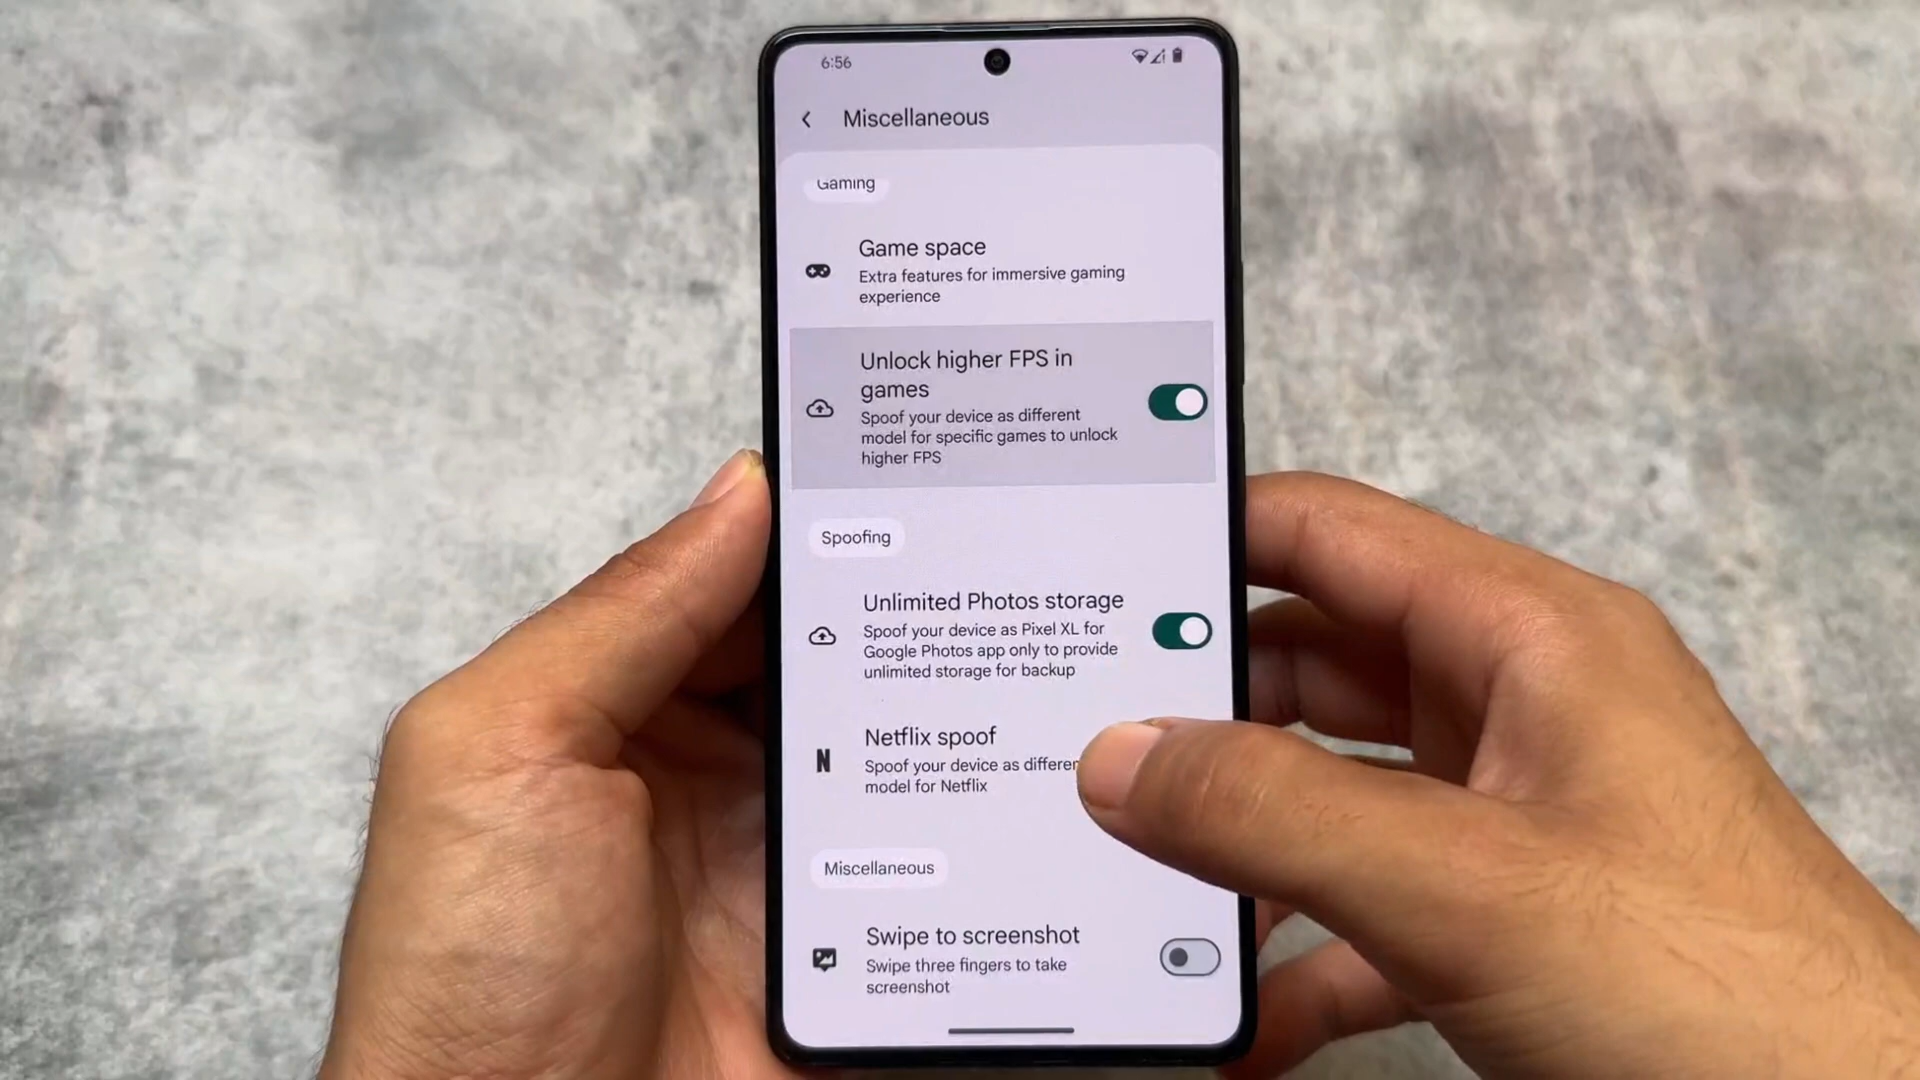 6:56
Miscellaneous
Gaming
Game space
Extra features for immersive gaming
experience
Unlock higher FPS in
games
Spoof your device as different
model for specific games to unlock
higher FPS
Spoofing
Unlimited Photos storage
Spoof your device as Pixel XL for
Google Photos app only to provide
unlimited storage for backup
N
Netflix spoof
Spoof your device as differen
model for Netflix
Miscellaneous
Swipe to screenshot
Swipe three fingers to take
screenshot